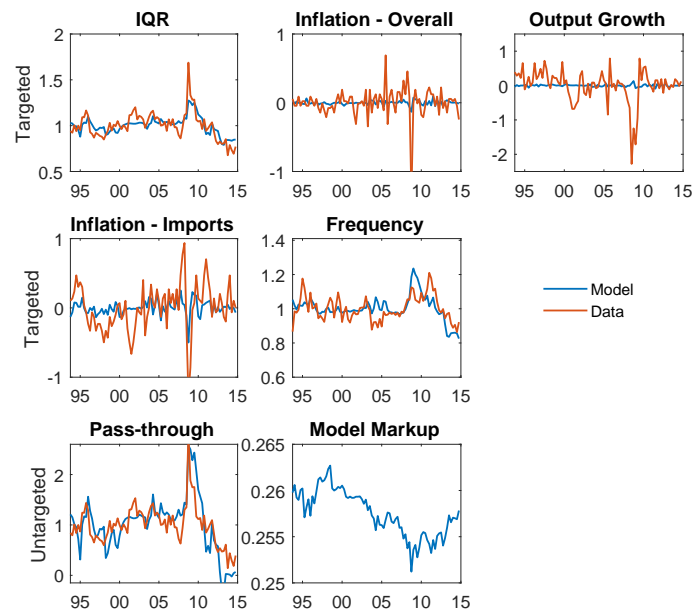 IQR
Inflation - Overall
Output Growth
Targeted
2
1.5
1
0.5
95 00 05 10 15
1
0
-1
95 00 05 10 15
1
0
-1
-2
95 00 05 10 15
Inflation - Imports
Frequency
Targeted
1
0
-1
95 00 05 10 15
1.4
1.2
1
0.8
0.6
95 00 05 10 15
Model
Data
Pass-through
Model Markup
Untargeted
2
1
0
95 00 05 10 15
0.265
0.26
0.255
0.25
95 00 05 10 15